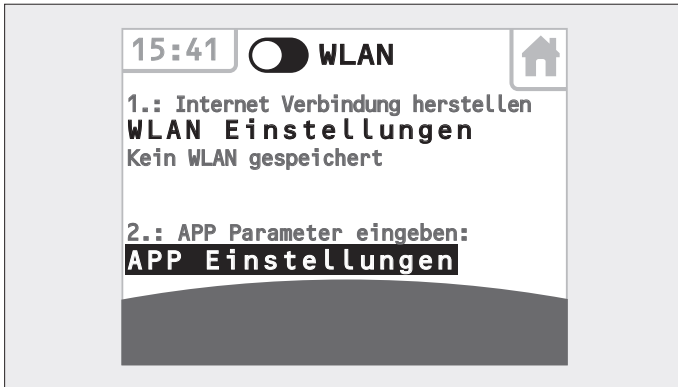 15:41 WLAN
1.: Internet Verbindung herstellen
WLAN Einstellungen
Kein WLAN gespeichert
2.: APP Parameter eingeben:
APP Einstellungen